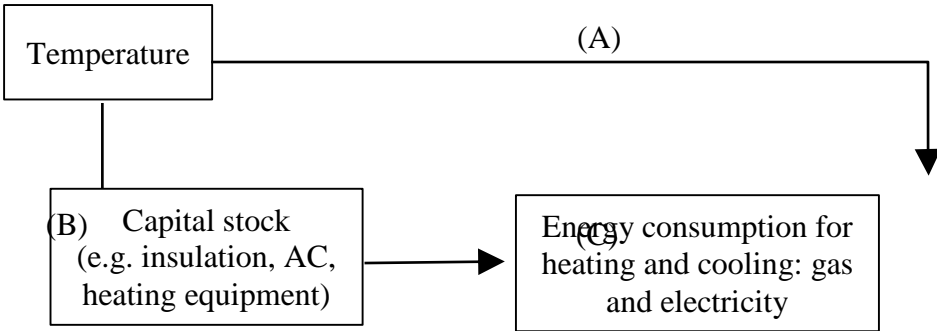 (A)
Temperature
(B)
Capital stock
(e.g. insulation, AC,
heating equipment)
Energy consumption for
(C)
heating and cooling: gas
and electricity